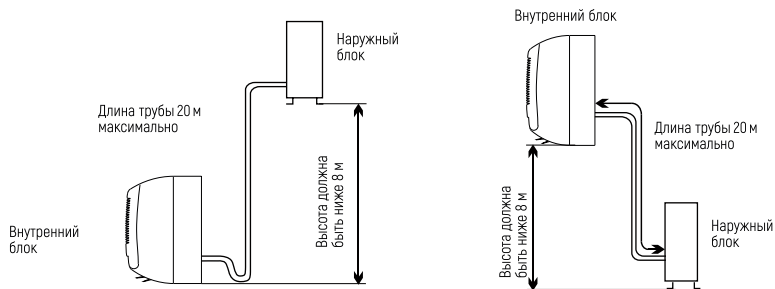 Наружный
блок
Длина трубы 20 м
максимально
Высота должна
быть ниже 8 м
Внутренний
блок
Внутренний блок
Длина трубы 20 м
максимально
Высота должна
быть ниже 8 м
Наружный
блок